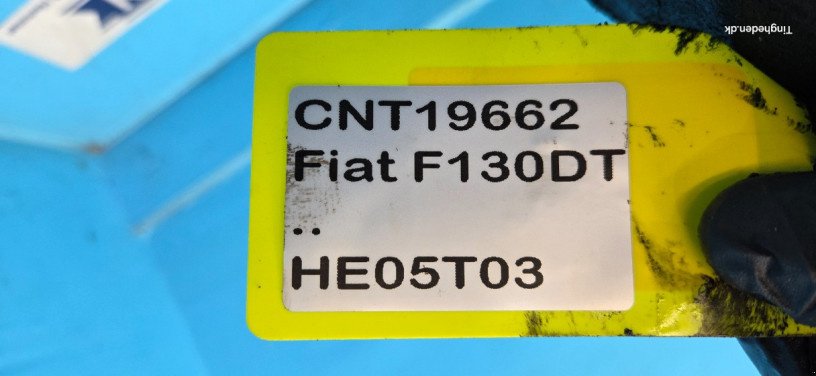 Tingheden.dk
CNT19662
Fiat F130DT
..
HE05T03